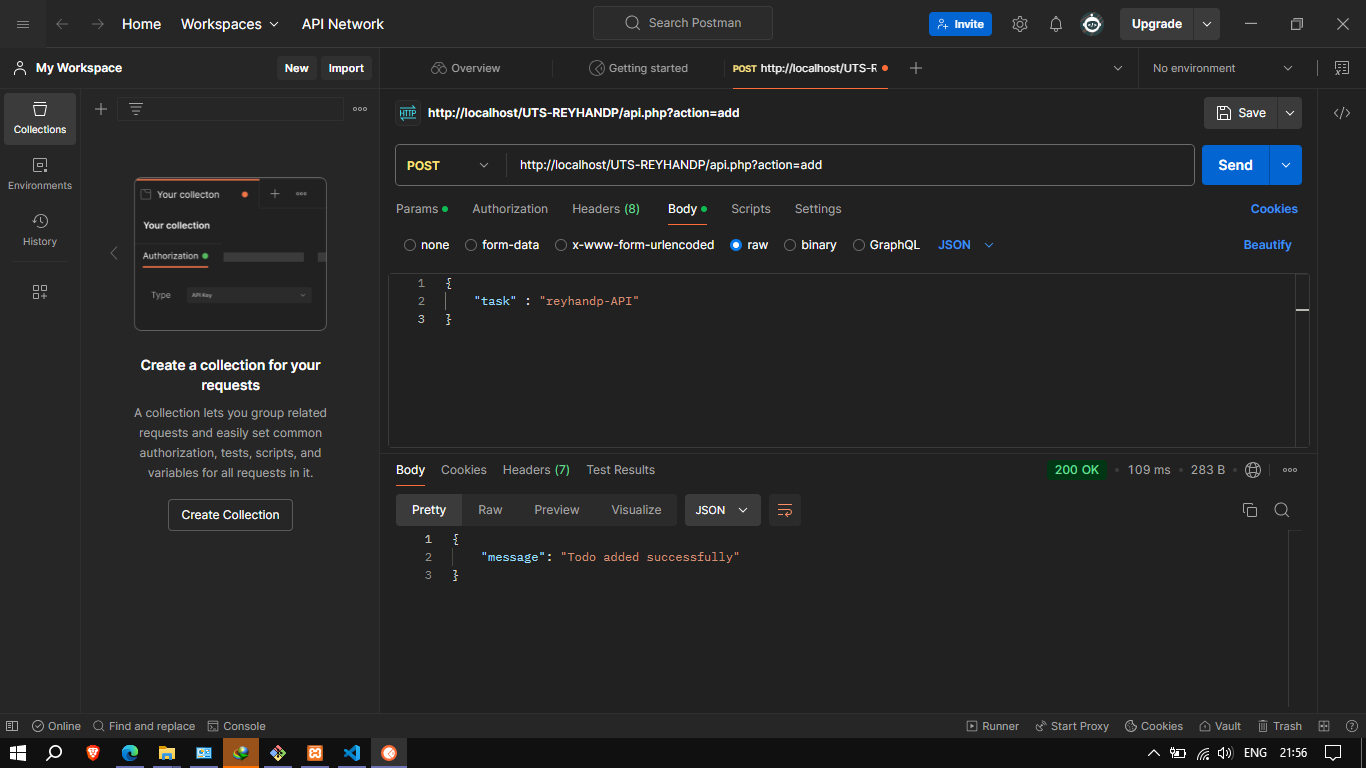 Home Workspaces API Network Search Postman Invite Upgrade
My Workspace New Import Overview Getting started POST http://localhost/UTS-R No environment
Collections
Environments
History
Your collecton
Your collection
Authorization
Type API Key
Create a collection for your
requests
A collection lets you group related
requests and easily set common
authorization, tests, scripts, and
variables for all requests in it.
Create Collection
HTTP http://localhost/UTS-REYHANDP/api.php?action=add Save
POST http://localhost/UTS-REYHANDP/api.php?action=add Send
Params Authorization Headers (8) Body Scripts Settings Cookies
none form-data x-www-form-urlencoded raw binary GraphQL JSON Beautify
1 {
2 "task" : "reyhandp-API"
3 }
Body Cookies Headers (7) Test Results 200 OK 109 ms 283 B
Pretty Raw Preview Visualize JSON
1 {
2 "message": "Todo added successfully"
3 }
Online Find and replace Console Runner Start Proxy Cookies Vault Trash
ENG 21:56